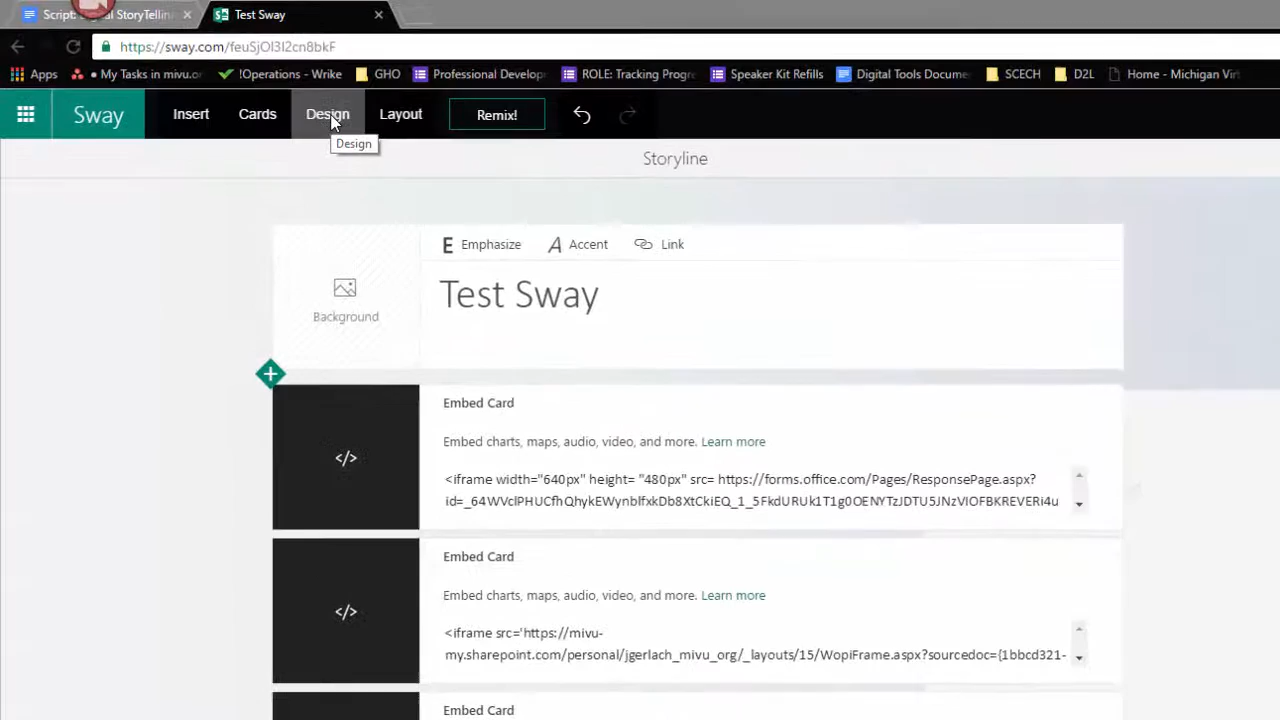 Script: Digital StoryTellin
Test Sway
https://sway.com/feuSjOl3I2cn8bkF
Apps
• My Tasks in mivu.or
!Operations - Wrike
GHO
Professional Develop
ROLE: Tracking Progre
Speaker Kit Refills
Digital Tools Docume
SCECH
D2L
Home - Michigan Virt
Sway
Insert
Cards
Design
Layout
Remix!
Design
Storyline
E Emphasize
A Accent
Link
Background
Test Sway
Embed Card
Embed charts, maps, audio, video, and more. Learn more
<iframe width="640px" height= "480px" src= https://forms.office.com/Pages/ResponsePage.aspx?
id=_64WVclPHUCfhQhykEWynblfxkDb8XtCkiEQ_1_5FkdURUk1T1g0OENYTzJDTU5JNzVIOFBKREVERi4u
</>
Embed Card
Embed charts, maps, audio, video, and more. Learn more
<iframe src='https://mivu-
my.sharepoint.com/personal/jgerlach_mivu_org/_layouts/15/WopiFrame.aspx?sourcedoc={1bbcd321-
</>
Embed Card